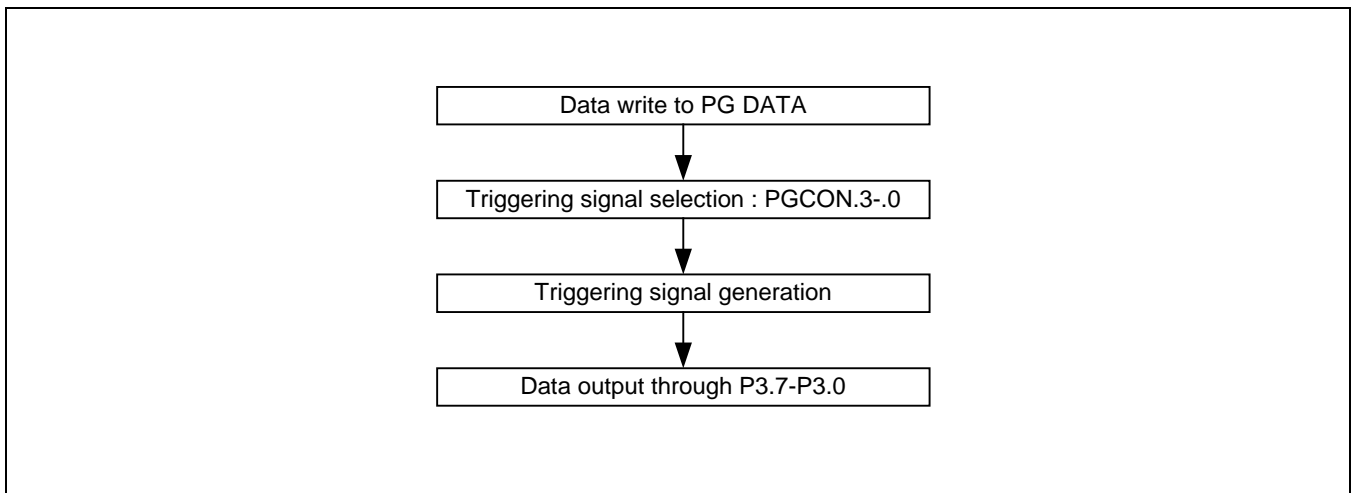 Data write to PG DATA
Triggering signal selection : PGCON.3-.0
Triggering signal generation
Data output through P3.7-P3.0